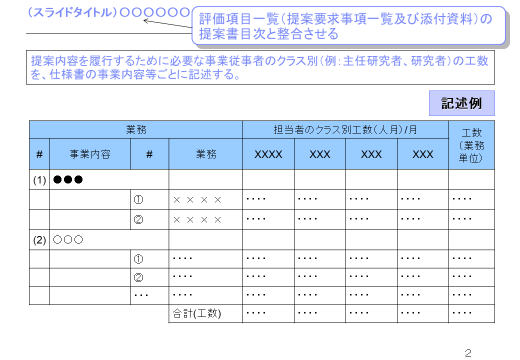 (スライドタイトル)〇〇〇〇〇〇
評価項目一覧(提案要求事項一覧及び添付資料)の
提案書目次と整合させる
提案内容を履行するために必要な事業従事者のクラス別(例:主任研究者、研究者)の工数
を、仕様書の事業内容等ごとに記述する。
記述例
業務 担当者のクラス別工数(人月)/月 工数
(業務
単位)
# 事業内容 # 業務 XXXX XXX XXX XXX
(1) ●●●
① ×××× ・・・・ ・・・・ ・・・・ ・・・・ ・・・・
② ×××× ・・・・ ・・・・ ・・・・ ・・・・ ・・・・
(2) 〇〇〇
① ・・・・ ・・・・ ・・・・ ・・・・ ・・・・ ・・・・
② ・・・・ ・・・・ ・・・・ ・・・・ ・・・・ ・・・・
・・・ ・・・・ ・・・・ ・・・・ ・・・・ ・・・・ ・・・・
合計(工数) ・・・・ ・・・・ ・・・・ ・・・・ ・・・・
2